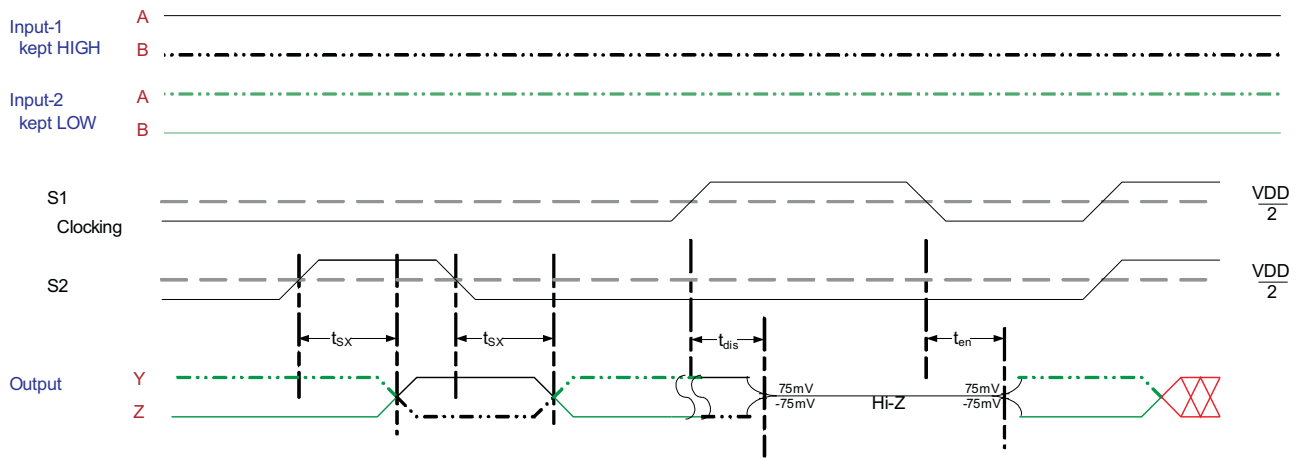 Input-1
kept HIGH
A
B
Input-2
kept LOW
A
B
S1
Clocking
VDD
2
S2
VDD
2
tSX
tSX
tdis
ten
Output
Y
Z
75mV
-75mV
Hi-Z
75mV
-75mV